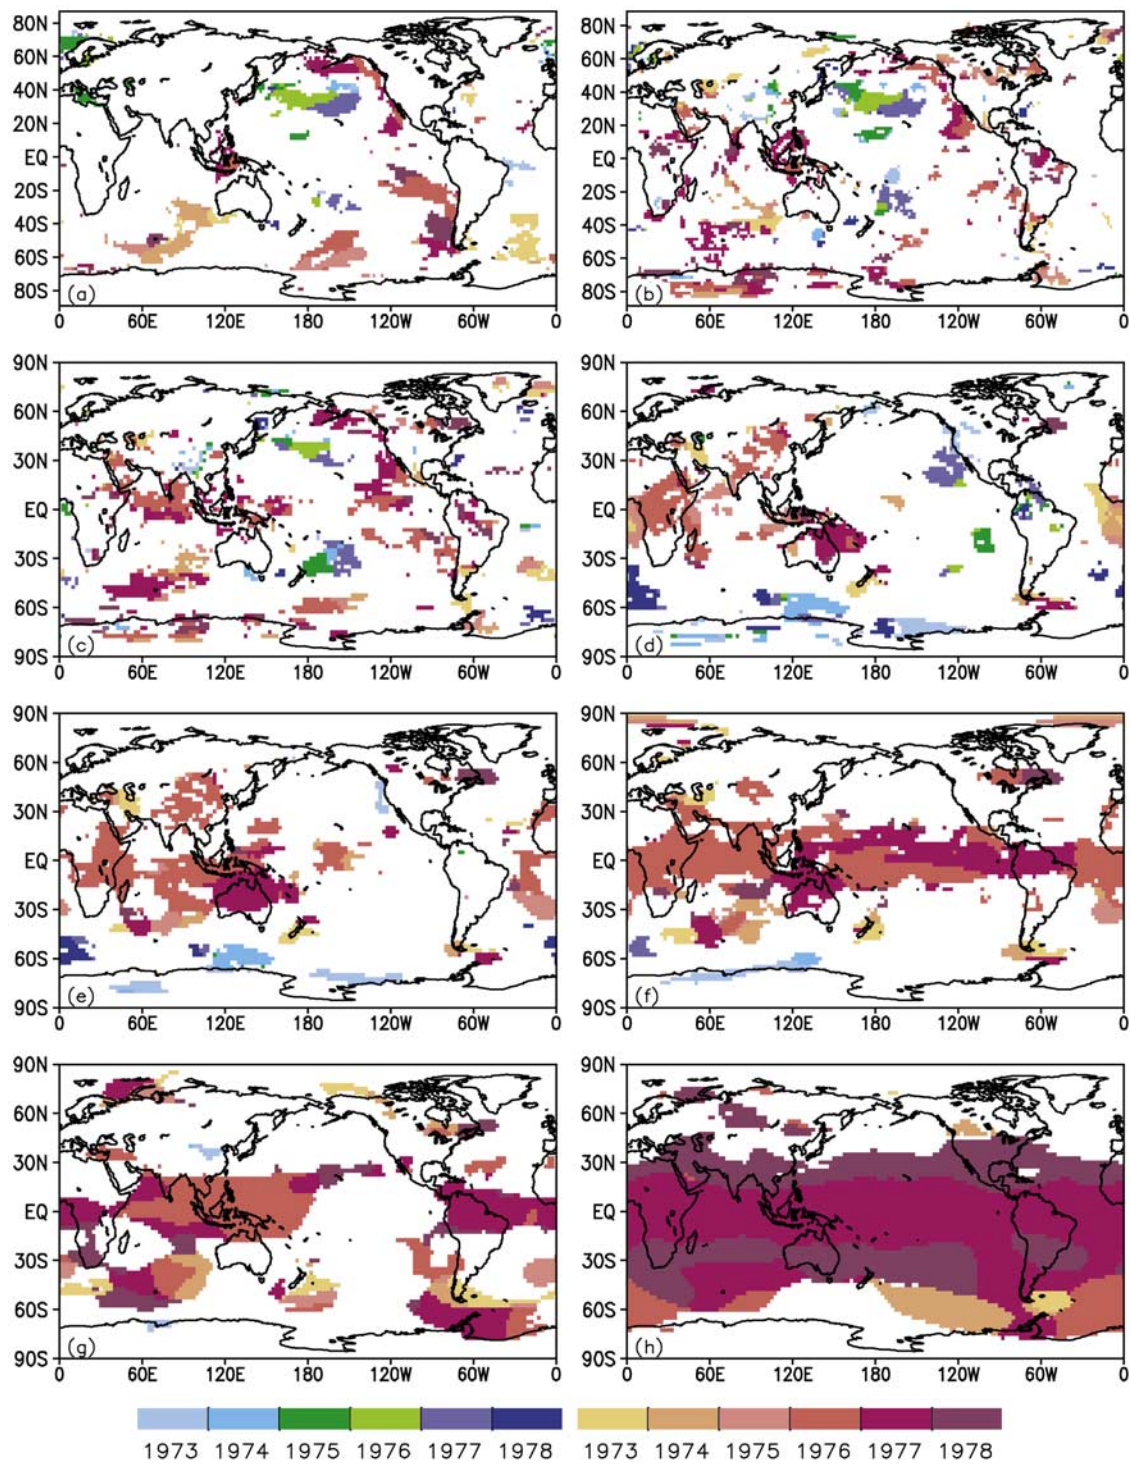 80N 60N 40N 20N EQ 20S 40S 60S 80S (a)
0 60E 120E 180 120W 60W 0
80N 60N 40N 20N EQ 20S 40S 60S 80S (b)
0 60E 120E 180 120W 60W 0
90N 60N 30N EQ 30S 60S 90S (c)
0 60E 120E 180 120W 60W 0
90N 60N 30N EQ 30S 60S 90S (d)
0 60E 120E 180 120W 60W 0
90N 60N 30N EQ 30S 60S 90S (e)
0 60E 120E 180 120W 60W 0
90N 60N 30N EQ 30S 60S 90S (f)
0 60E 120E 180 120W 60W 0
90N 60N 30N EQ 30S 60S 90S (g)
0 60E 120E 180 120W 60W 0
90N 60N 30N EQ 30S 60S 90S (h)
0 60E 120E 180 120W 60W 0
1973 1974 1975 1976 1977 1978 1973 1974 1975 1976 1977 1978